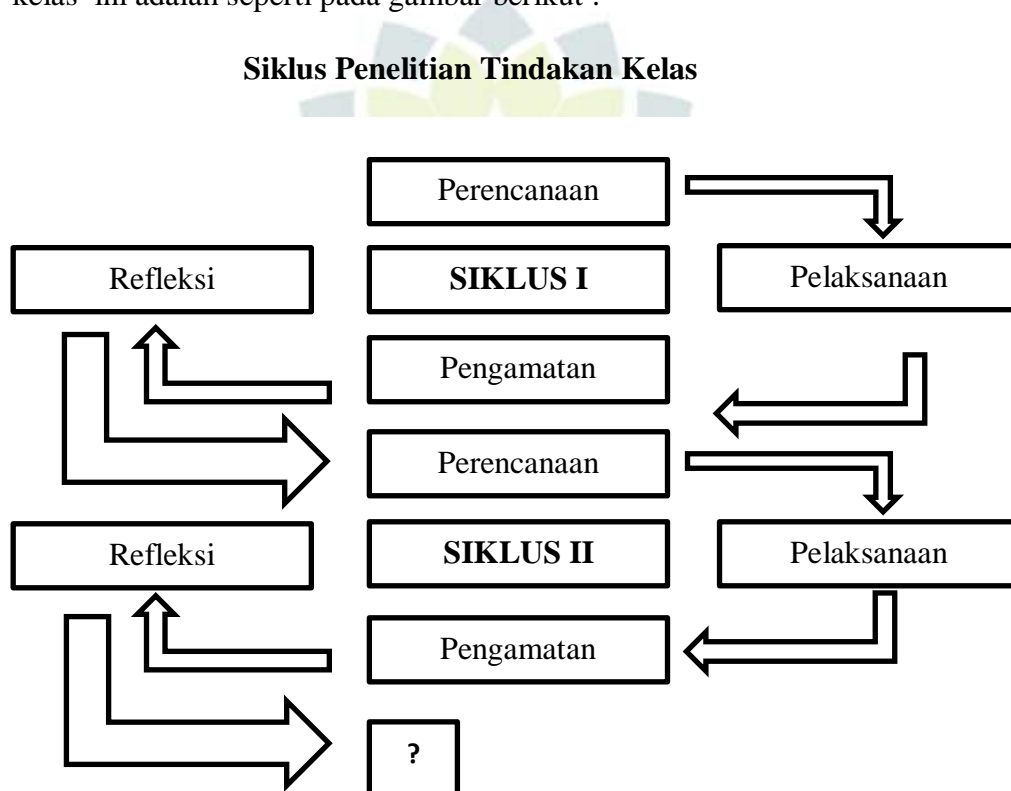 kelas ini adalah seperti pada gambar berikut :
Siklus Penelitian Tindakan Kelas
Perencanaan
Refleksi
SIKLUS I
Pelaksanaan
Pengamatan
Perencanaan
Refleksi
SIKLUS II
Pelaksanaan
Pengamatan
?